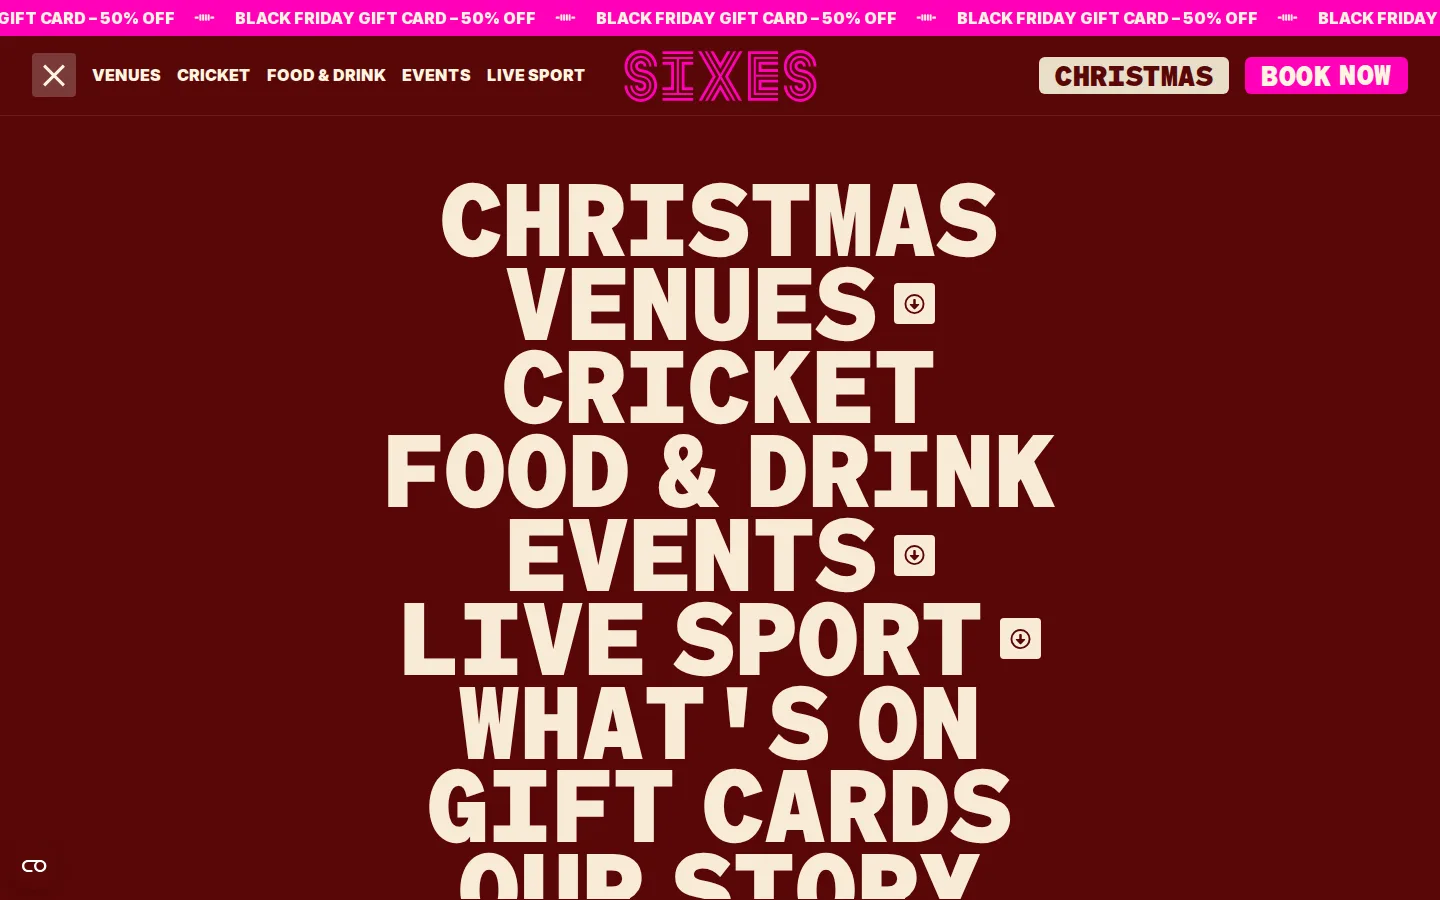 GIFT CARD – 50% OFF BLACK FRIDAY GIFT CARD – 50% OFF BLACK FRIDAY GIFT CARD – 50% OFF BLACK FRIDAY GIFT CARD – 50% OFF BLACK FRIDAY
VENUES CRICKET FOOD & DRINK EVENTS LIVE SPORT SIXES CHRISTMAS BOOK NOW
CHRISTMAS
VENUES
CRICKET
FOOD & DRINK
EVENTS
LIVE SPORT
WHAT'S ON
GIFT CARDS
OUR STORY